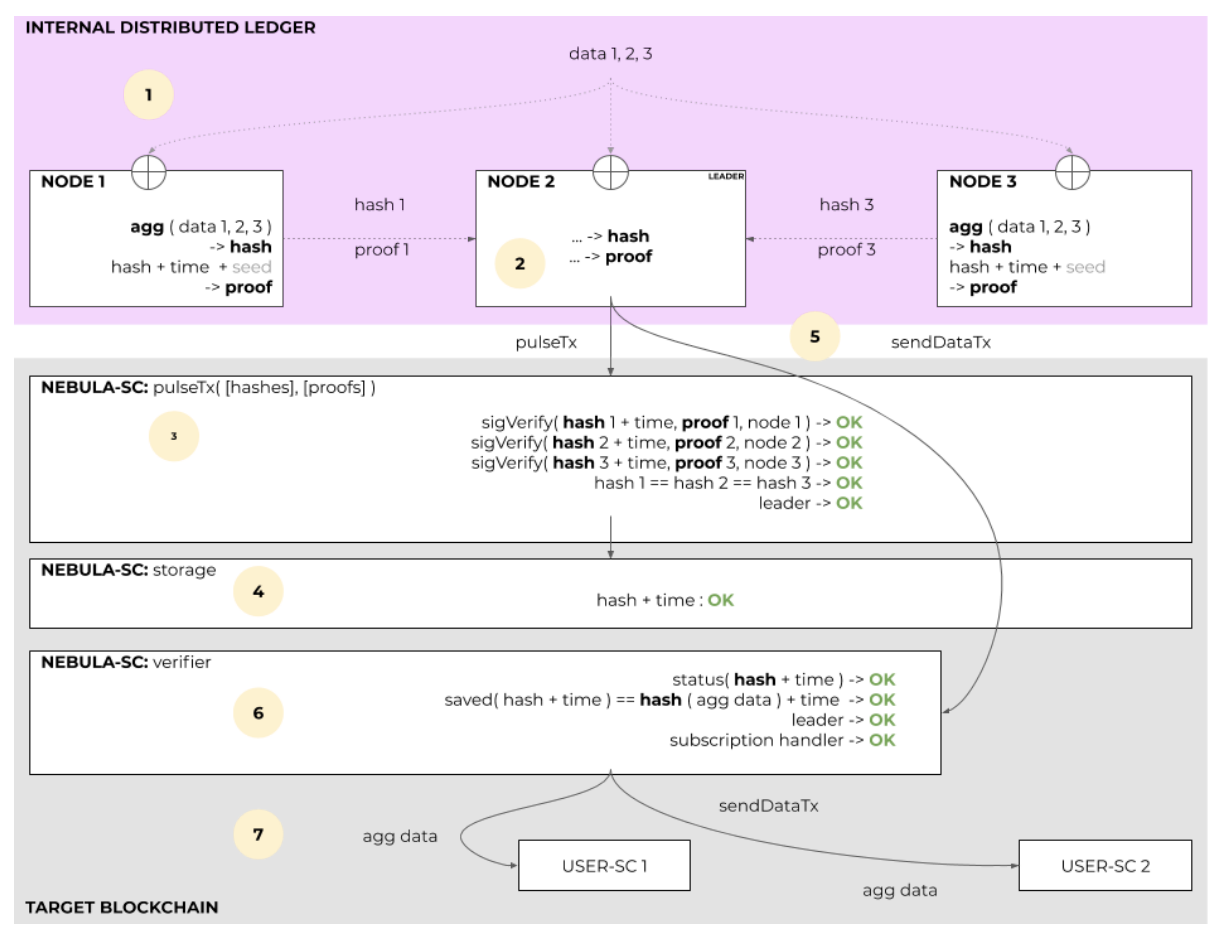 INTERNAL DISTRIBUTED LEDGER
data 1, 2, 3
1
NODE 1
agg ( data 1, 2, 3 )
-> hash
hash + time + seed
-> proof
hash 1
proof 1
NODE 2
LEADER
... -> hash
... -> proof
2
hash 3
proof 3
NODE 3
agg ( data 1, 2, 3 )
-> hash
hash + time + seed
-> proof
pulseTx
5
sendDataTx
NEBULA-SC: pulseTx( [hashes], [proofs] )
3
sigVerify( hash 1 + time, proof 1, node 1 ) -> OK
sigVerify( hash 2 + time, proof 2, node 2 ) -> OK
sigVerify( hash 3 + time, proof 3, node 3 ) -> OK
hash 1 == hash 2 == hash 3 -> OK
leader -> OK
NEBULA-SC: storage
4
hash + time : OK
NEBULA-SC: verifier
6
status( hash + time ) -> OK
saved( hash + time ) == hash ( agg data ) + time -> OK
leader -> OK
subscription handler -> OK
7
sendDataTx
agg data
USER-SC 1
USER-SC 2
agg data
TARGET BLOCKCHAIN